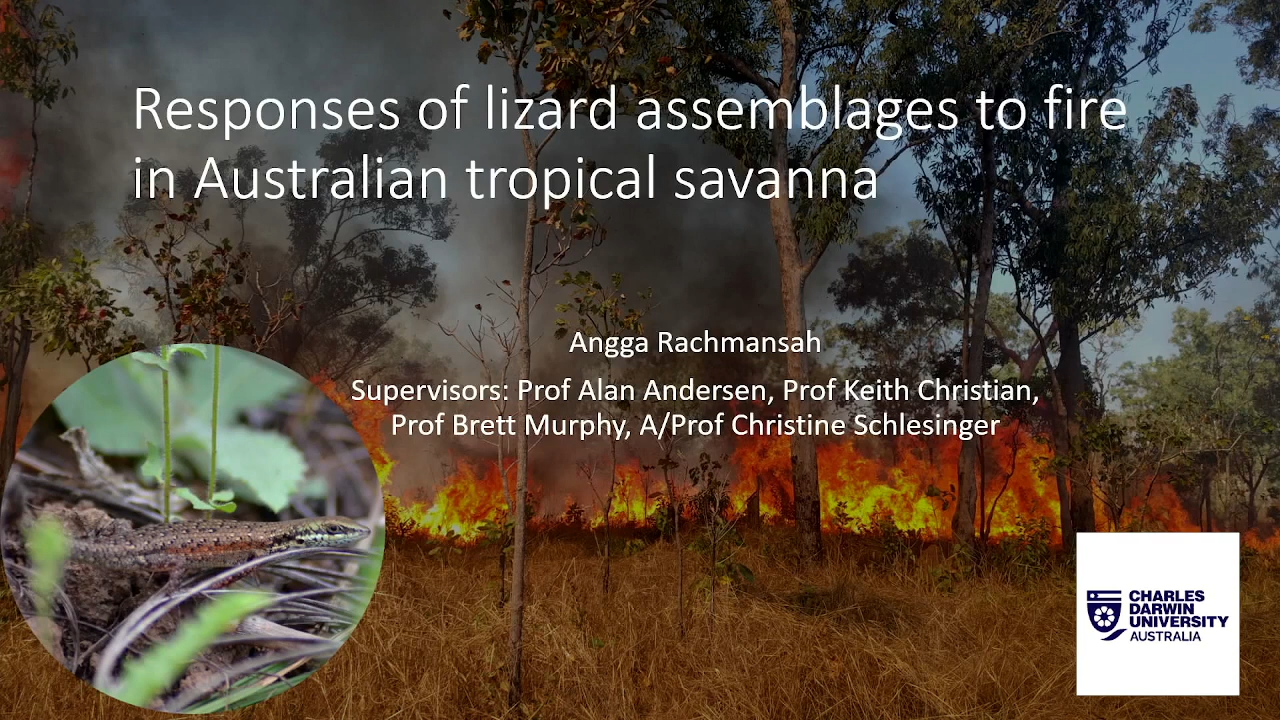 Responses of lizard assemblages to fire
in Australian tropical savanna
Angga Rachmansah
Supervisors: Prof Alan Andersen, Prof Keith Christian,
Prof Brett Murphy, A/Prof Christine Schlesinger
CHARLES
DARWIN
UNIVERSITY
AUSTRALIA